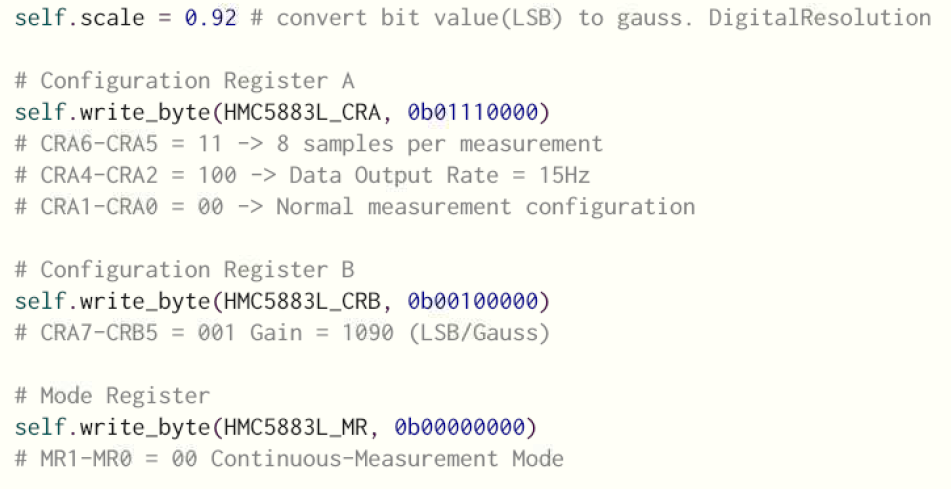 self.scale = 0.92 # convert bit value(LSB) to gauss. DigitalResolution
# Configuration Register A
self.write_byte(HMC5883L_CRA, 0b01110000)
# CRA6-CRA5 = 11 -> 8 samples per measurement
# CRA4-CRA2 = 100 -> Data Output Rate = 15Hz
# CRA1-CRA0 = 00 -> Normal measurement configuration
# Configuration Register B
self.write_byte(HMC5883L_CRB, 0b00100000)
# CRA7-CRB5 = 001 Gain = 1090 (LSB/Gauss)
# Mode Register
self.write_byte(HMC5883L_MR, 0b00000000)
# MR1-MR0 = 00 Continuous-Measurement Mode